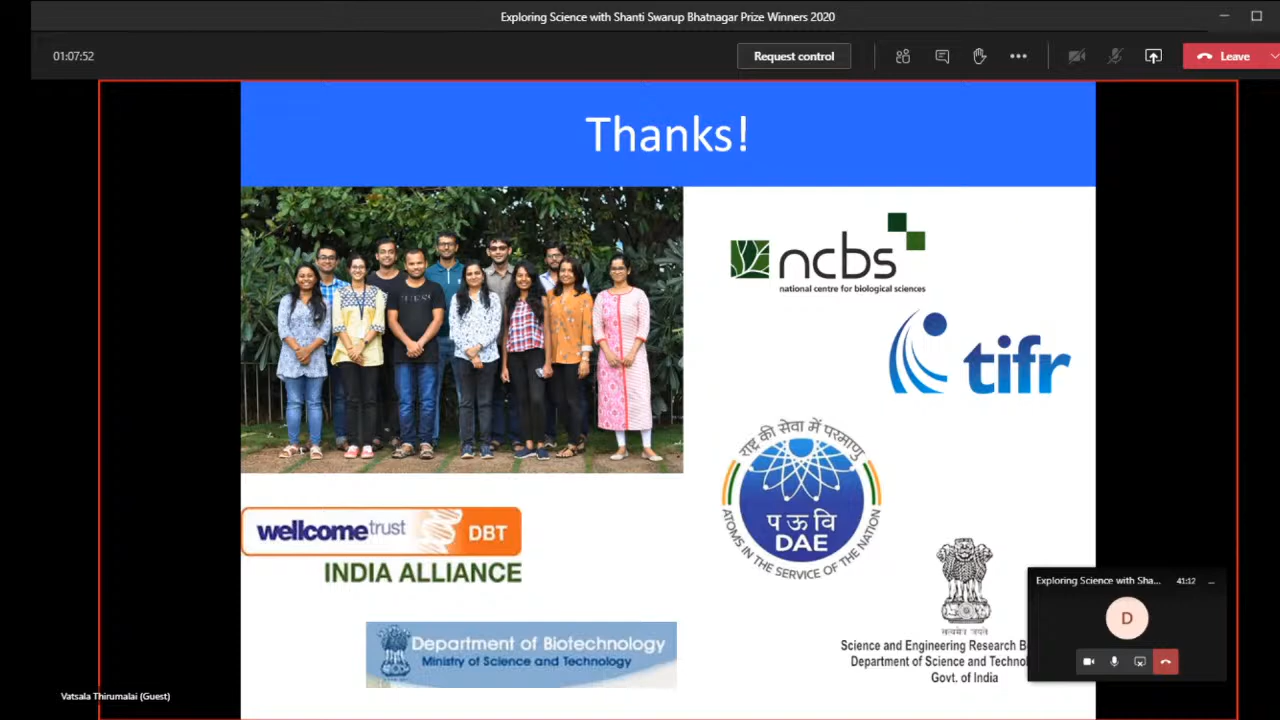 Exploring Science with Shanti Swarup Bhatnagar Prize Winners 2020
01:07:52
Request control
Leave
Thanks!
ncbs
national centre for biological sciences
tifr
राष्ट्र की सेवा में परमाणु
प ऊ वि
DAE
ATOMS IN THE SERVICE OF THE NATION
wellcometrust
DBT
INDIA ALLIANCE
Department of Biotechnology
Ministry of Science and Technology
सत्यमेव जयते
Science and Engineering Research B
Department of Science and Techno
Govt. of India
Exploring Science with Sha...
41:12
D
Vatsala Thirumalai (Guest)